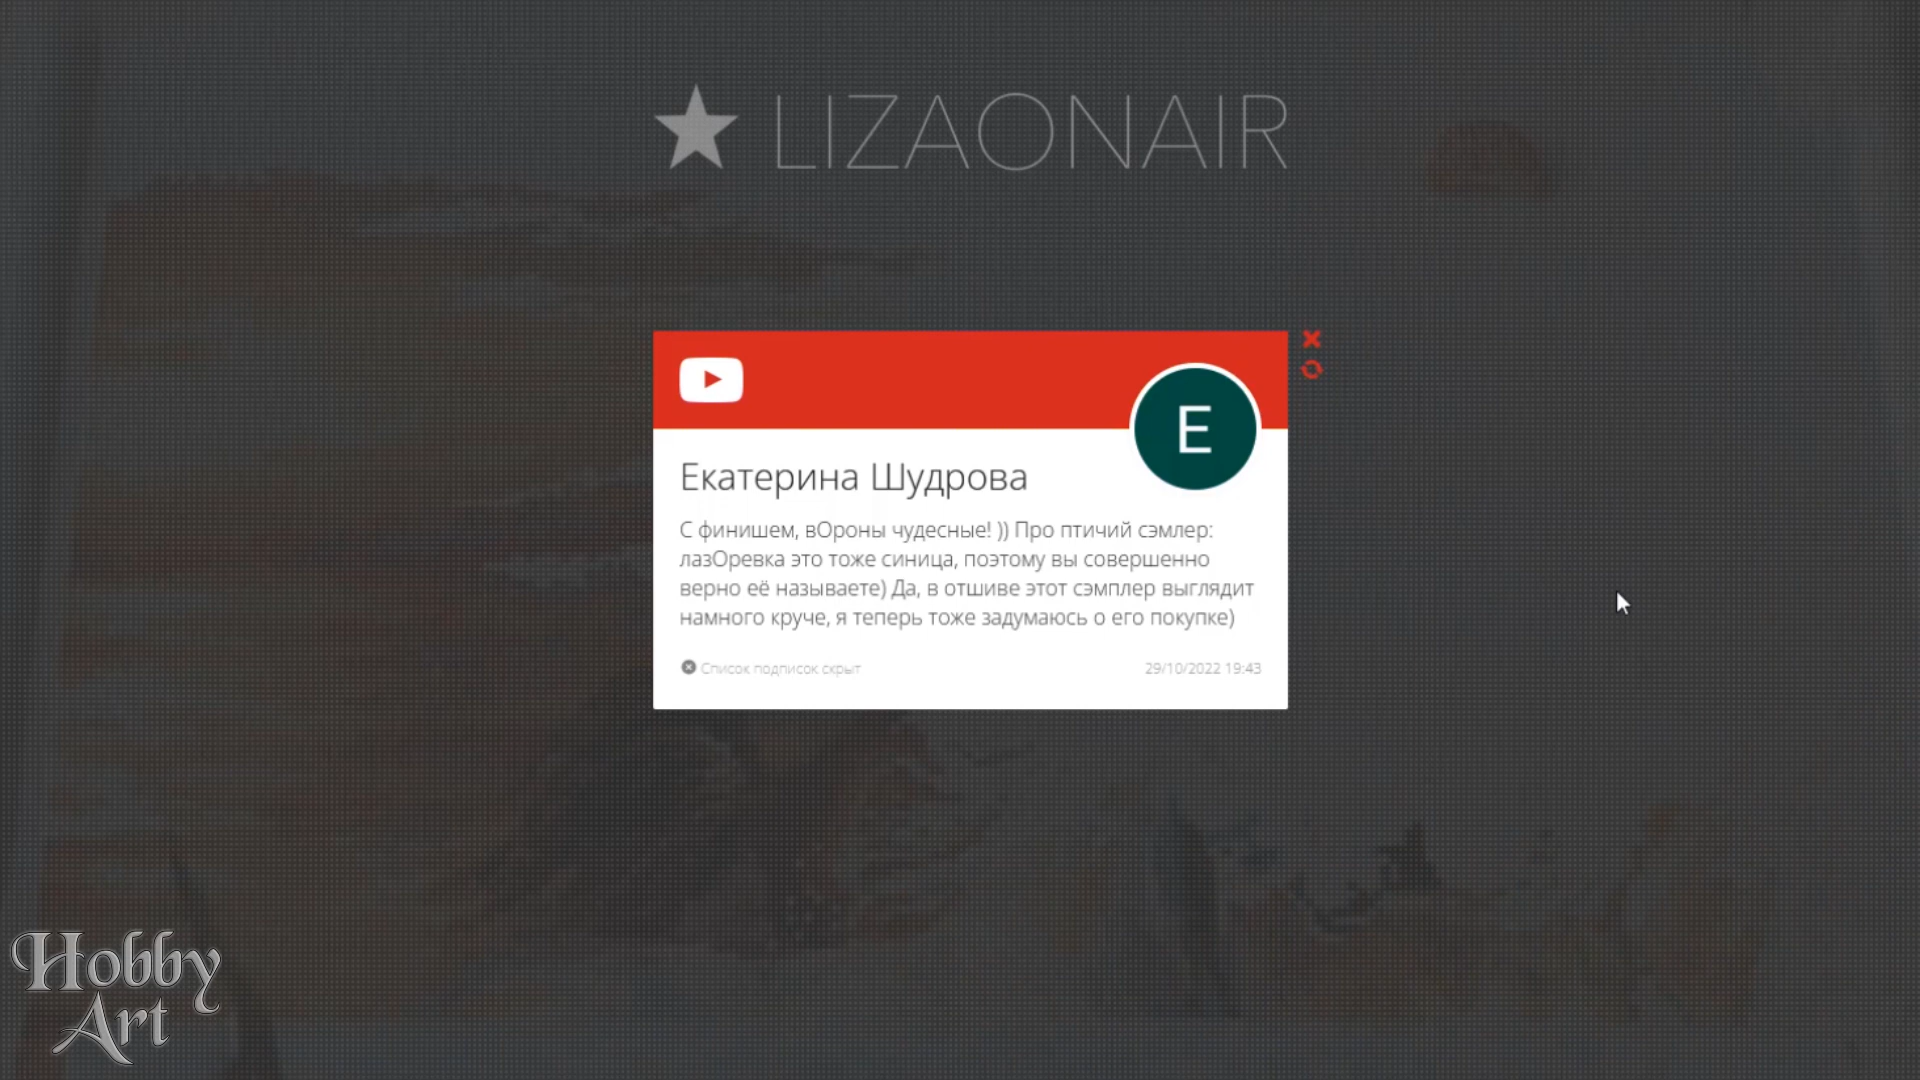 ★ LIZAONAIR
E
Екатерина Шудрова
С финишем, вОроны чудесные! )) Про птичий сэмлер:
лазОревка это тоже синица, поэтому вы совершенно
верно её называете) Да, в отшиве этот сэмплер выглядит
намного круче, я теперь тоже задумаюсь о его покупке)
Список подписок скрыт
29/10/2022 19:43
Hobby
Art